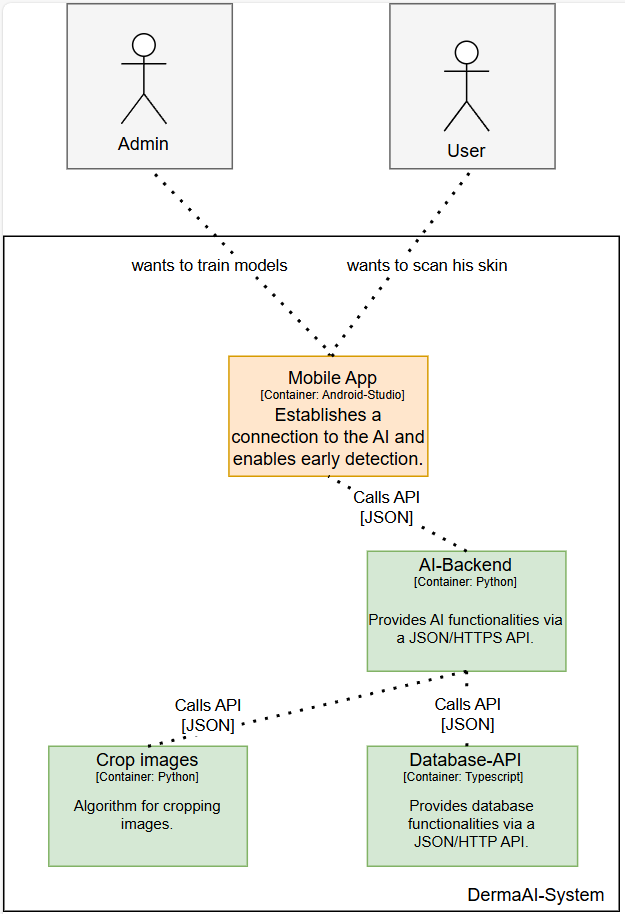 Admin
User
wants to train models
wants to scan his skin
Mobile App
[Container: Android-Studio]
Establishes a
connection to the AI and
enables early detection.
Calls API
[JSON]
AI-Backend
[Container: Python]
Provides AI functionalities via
a JSON/HTTPS API.
Calls API
[JSON]
Calls API
[JSON]
Crop images
[Container: Python]
Algorithm for cropping
images.
Database-API
[Container: Typescript]
Provides database
functionalities via a
JSON/HTTP API.
DermaAI-System